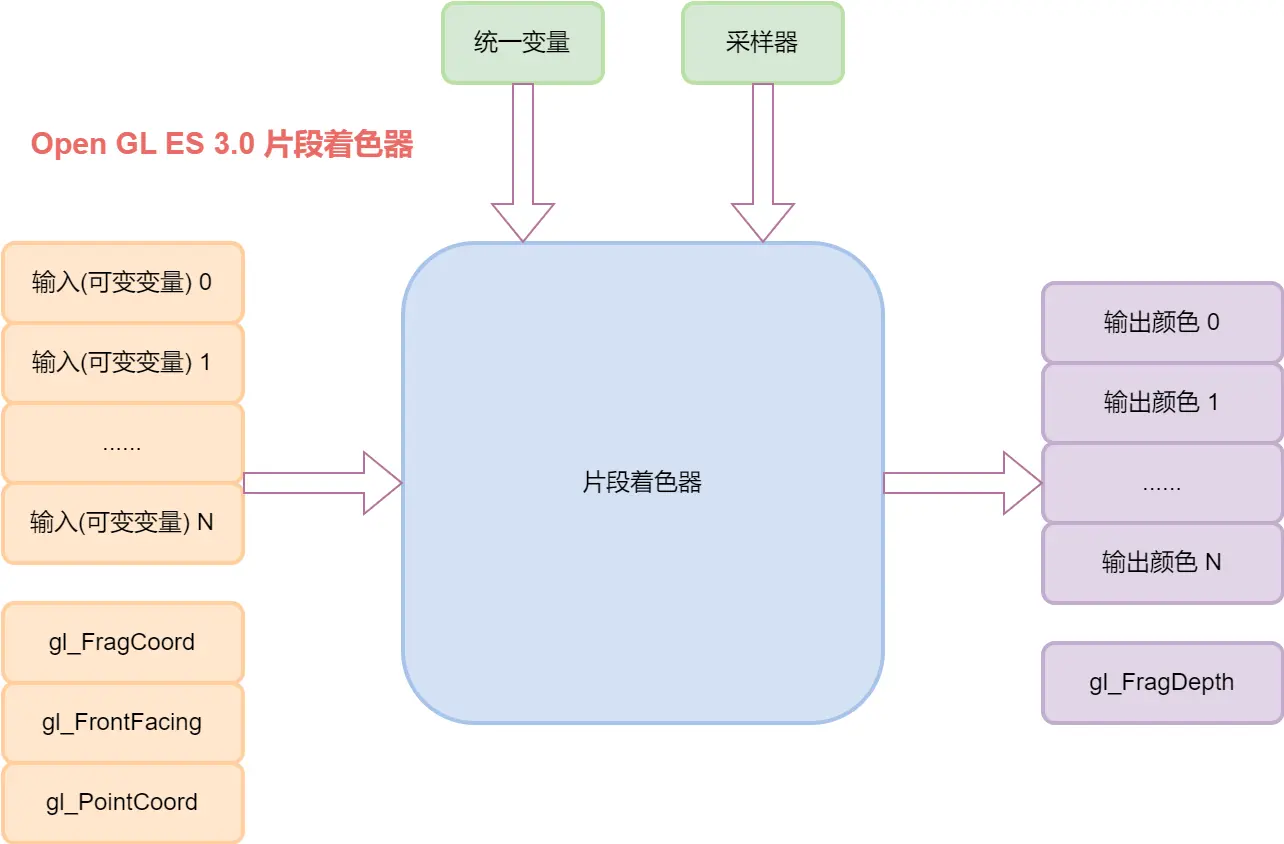 统一变量
采样器
Open GL ES 3.0 片段着色器
输入(可变变量) 0
输入(可变变量) 1
......
输入(可变变量) N
gl_FragCoord
gl_FrontFacing
gl_PointCoord
片段着色器
输出颜色 0
输出颜色 1
......
输出颜色 N
gl_FragDepth